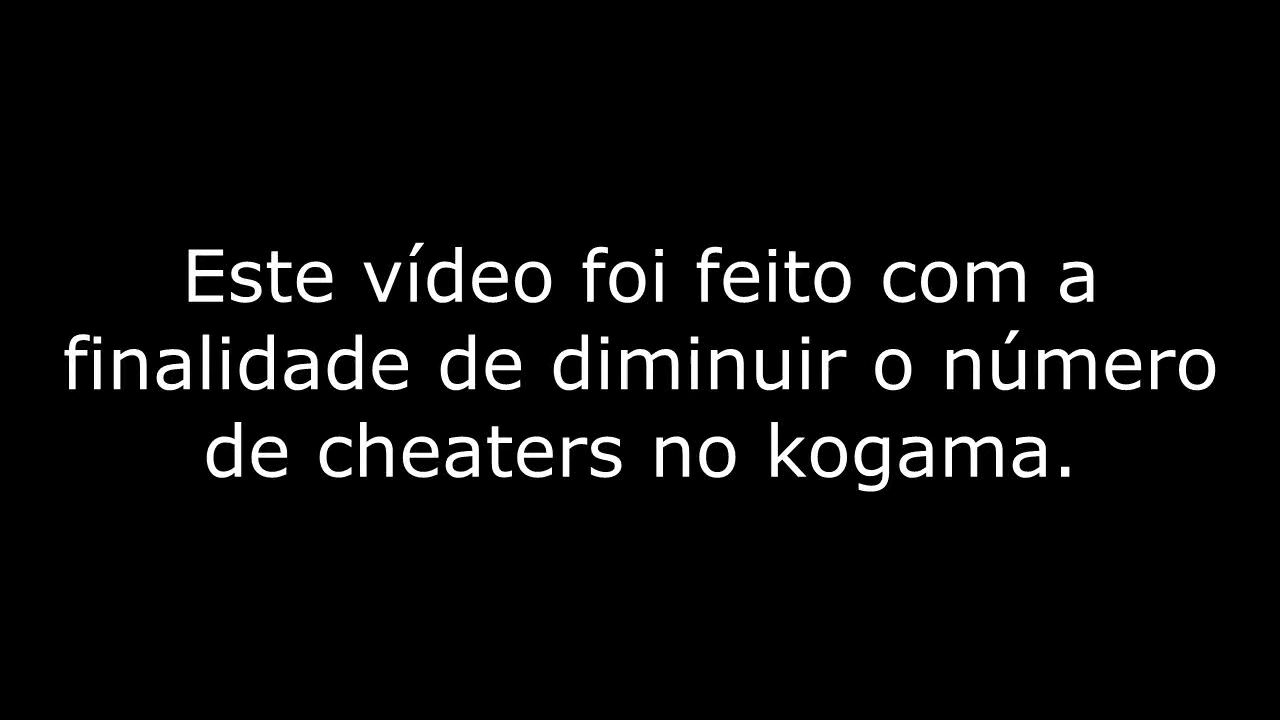 Este vídeo foi feito com a
finalidade de diminuir o número
de cheaters no kogama.